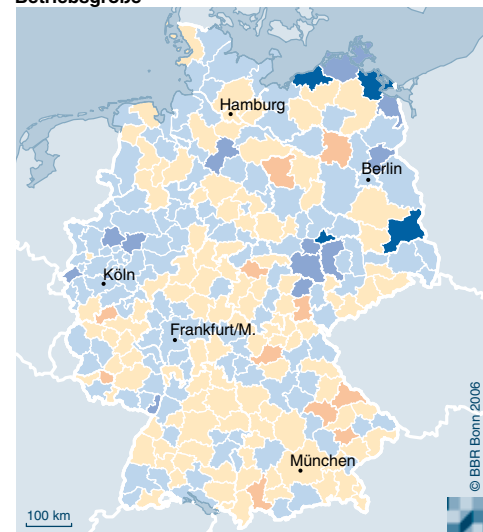 Betriebsgröße
Hamburg
Berlin
Köln
Frankfurt/M.
München
100 km
© BBR Bonn 2006